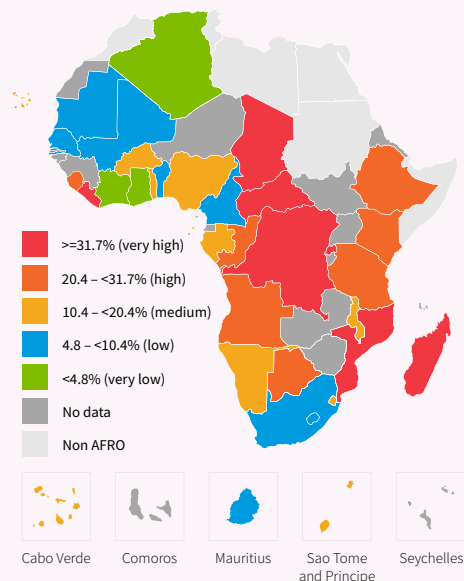 >=31.7% (very high)
20.4 – <31.7% (high)
10.4 – <20.4% (medium)
4.8 – <10.4% (low)
<4.8% (very low)
No data
Non AFRO
Cabo Verde
Comoros
Mauritius
Sao Tome
and Principe
Seychelles